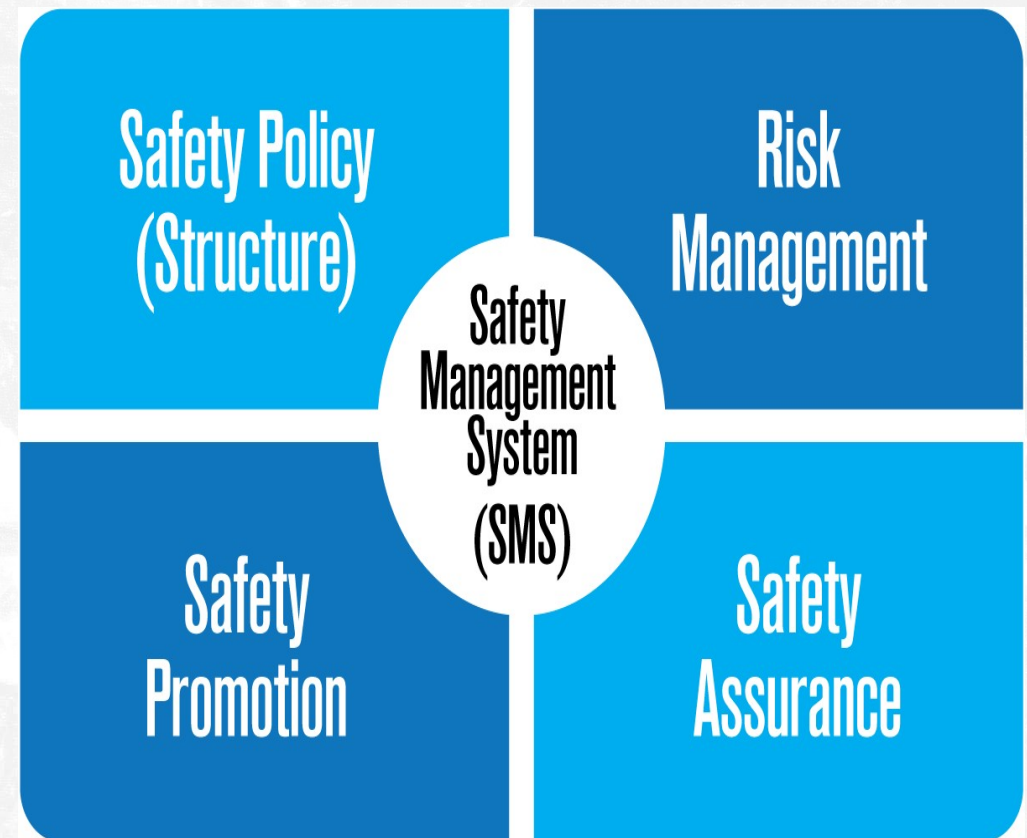 Safety Policy
(Structure)
Risk
Management
Safety
Management
System
(SMS)
Safety
Promotion
Safety
Assurance